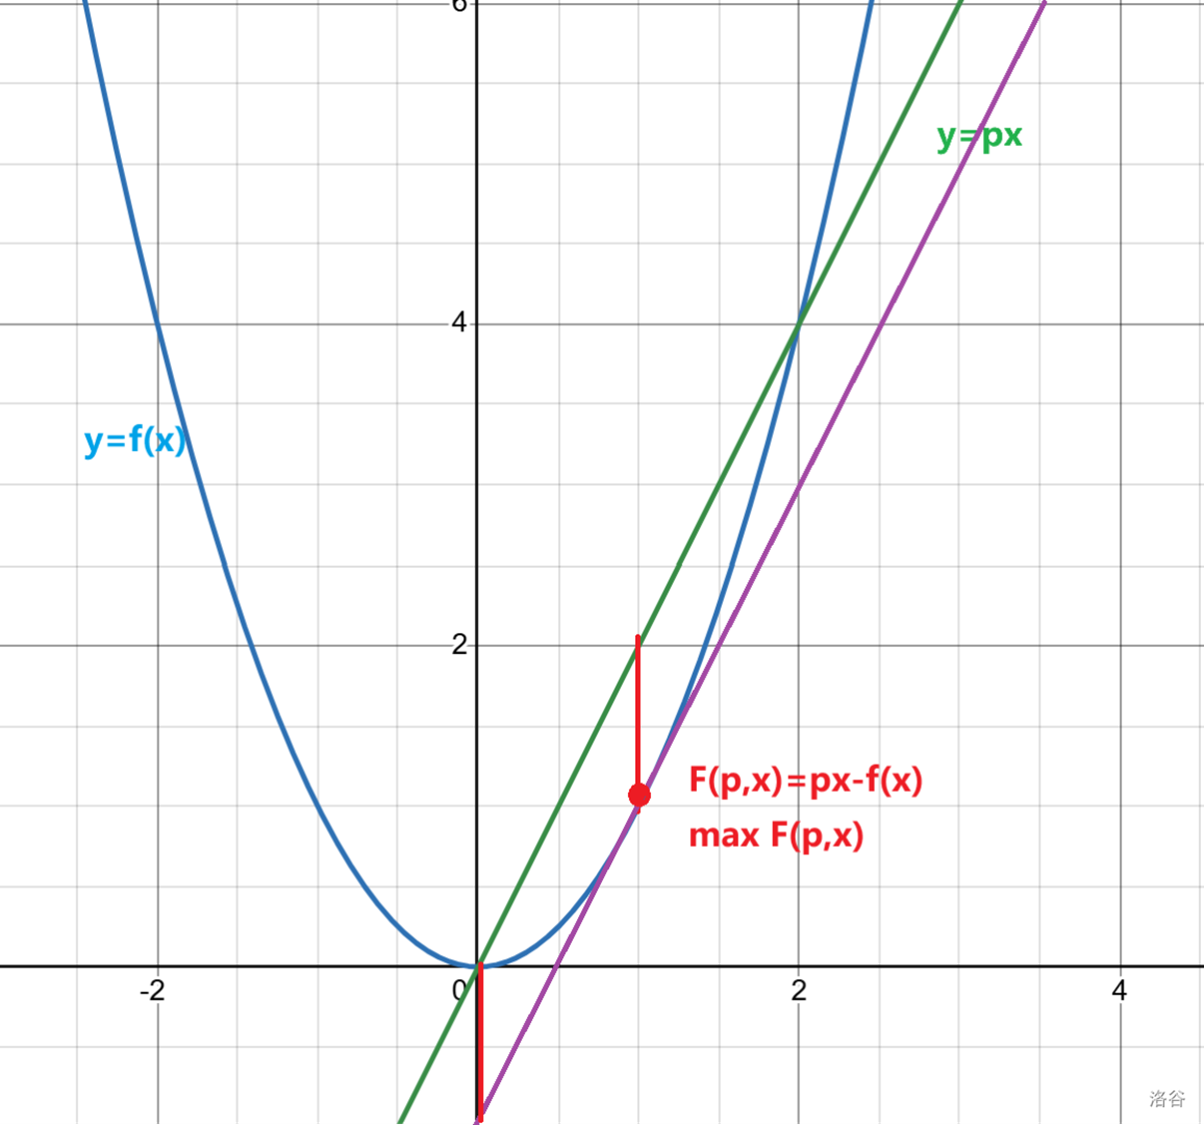 6
y=px
4
y=f(x)
2
F(p,x)=px-f(x)
max F(p,x)
-2
0
2
4
洛谷